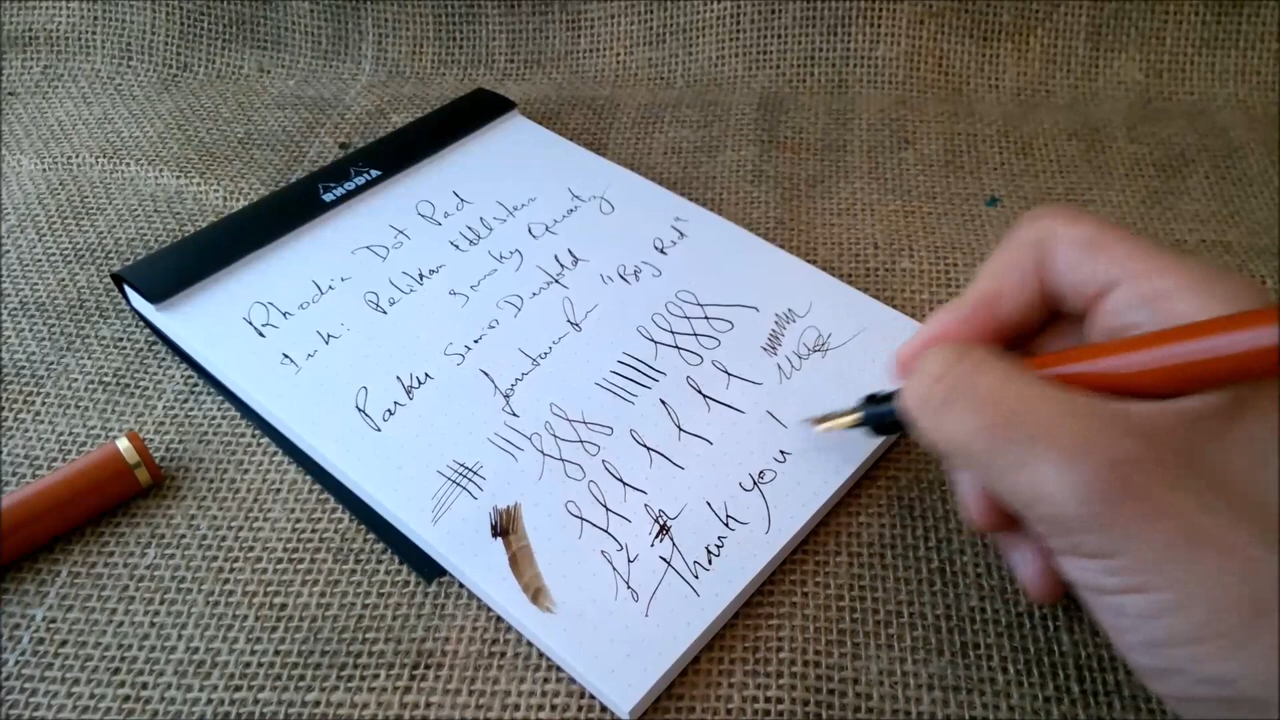 RHODIA
Rhodia Dot Pad
Ink: Pelikan Edelstein
Smoky Quartz
Parker Senior Duofold
fountain Pen "Big Red"
Thank you !